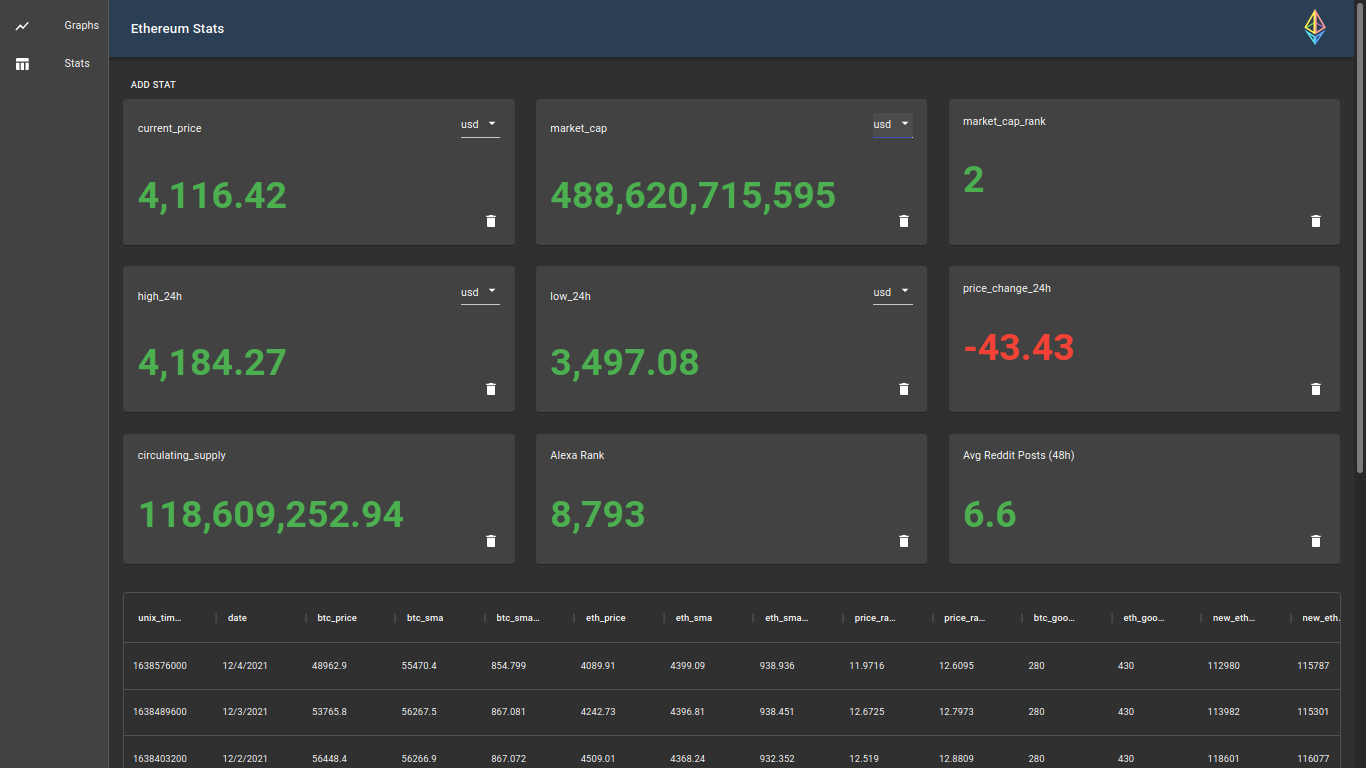 Graphs
Stats
Ethereum Stats
ADD STAT
current_price usd
4,116.42
market_cap usd
488,620,715,595
market_cap_rank
2
high_24h usd
4,184.27
low_24h usd
3,497.08
price_change_24h
-43.43
circulating_supply
118,609,252.94
Alexa Rank
8,793
Avg Reddit Posts (48h)
6.6
unix_tim... date btc_price btc_sma btc_sma... eth_price eth_sma eth_sma... price_ra... price_ra... btc_goo... eth_goo... new_eth... new_eth.
1638576000 12/4/2021 48962.9 55470.4 854.799 4089.91 4399.09 938.936 11.9716 12.6095 280 430 112980 115787
1638489600 12/3/2021 53765.8 56267.5 867.081 4242.73 4396.81 938.451 12.6725 12.7973 280 430 113982 115301
1638403200 12/2/2021 56448.4 56266.9 867.072 4509.01 4368.24 932.352 12.519 12.8809 280 430 118601 116077